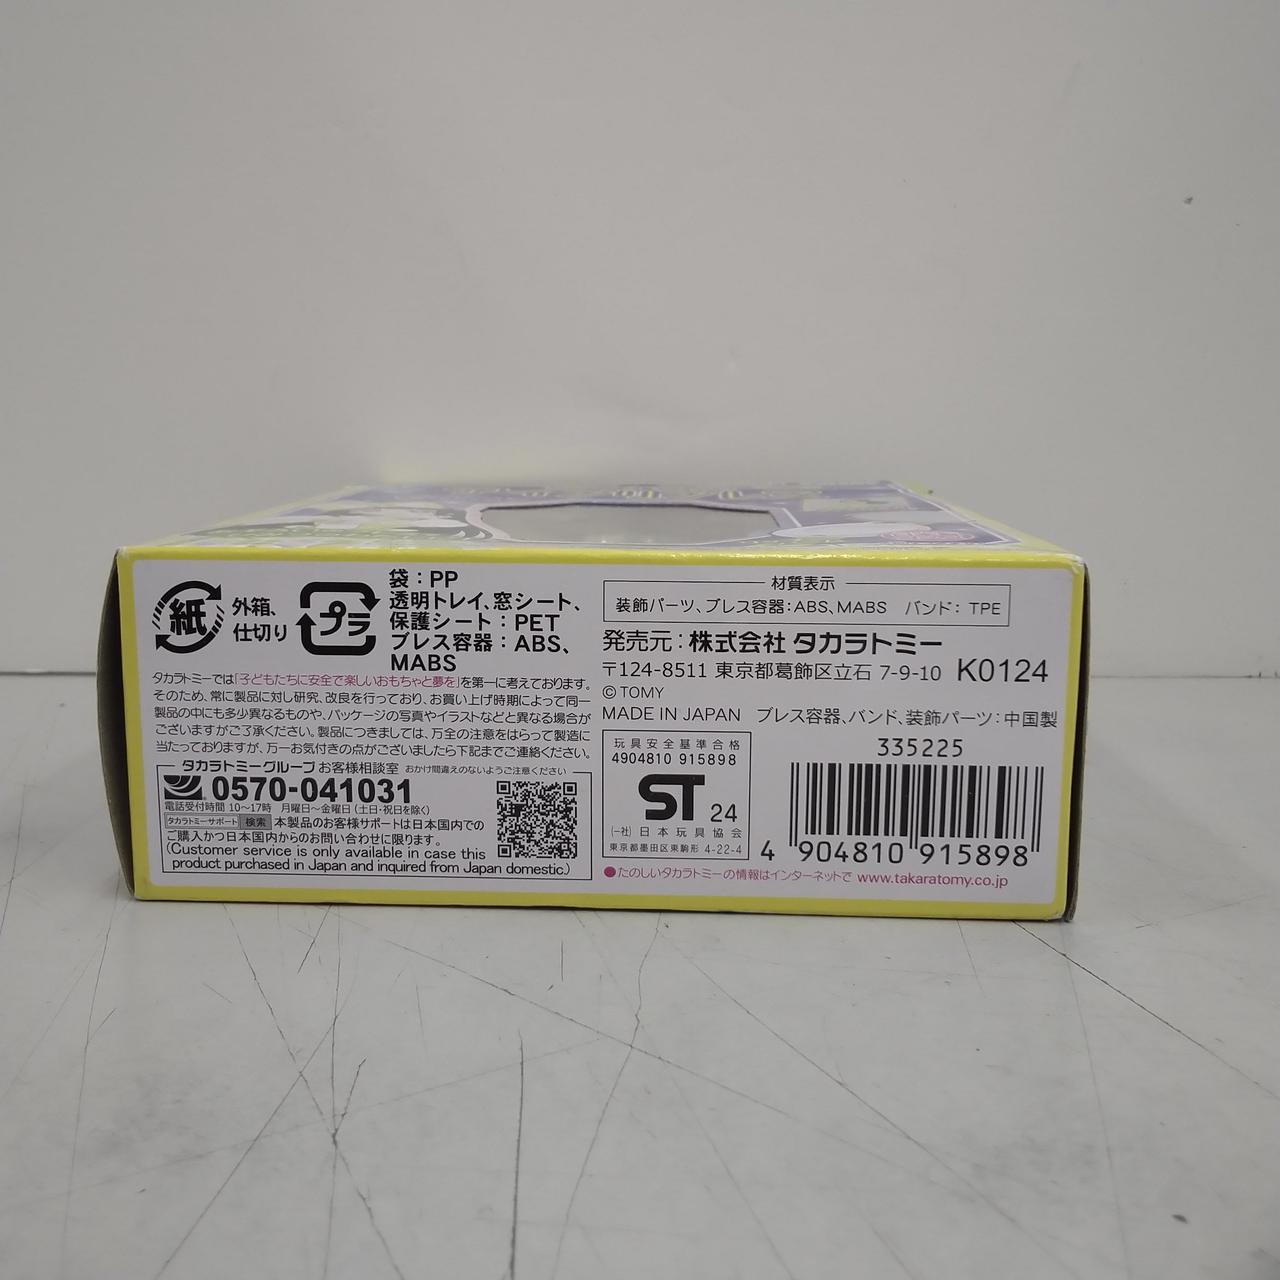 紙
外箱、
仕切り
プラ
袋：PP
透明トレイ、窓シート、
保護シート：PET
ブレス容器：ABS、
MABS
タカラトミーでは「子どもたちに安全で楽しいおもちゃと夢を」を第一に考えております。
そのため、常に製品に対し研究、改良を行っており、お買い上げ時期によって同一
製品の中にも多少異なるものや、パッケージの写真やイラストなどと異なる場合が
ございますがご了承ください。製品につきましては、万全の注意をはらって製造に
当たっておりますが、万一お気付きの点がございましたら下記までご連絡ください。
タカラトミーグループ お客様相談室 おかけ間違えのないようご注意ください
0570-041031
電話受付時間 10～17時 月曜日～金曜日（土・日・祝日を除く）
タカラトミーサポート 検索 本製品のお客様サポートは日本国内での
ご購入かつ日本国内からのお問い合わせに限ります。
(Customer service is only available in case this
product purchased in Japan and inquired from Japan domestic.)
材質表示
装飾パーツ、ブレス容器：ABS、MABS バンド：TPE
発売元：株式会社 タカラトミー
〒124-8511 東京都葛飾区立石 7-9-10 K0124
© TOMY
MADE IN JAPAN ブレス容器、バンド、装飾パーツ：中国製
玩具安全基準合格
4904810 915898
ST 24
(一社)日本玩具協会
東京都墨田区東駒形 4-22-4
335225
4 904810 915898
●たのしいタカラトミーの情報はインターネットで www.takaratomy.co.jp